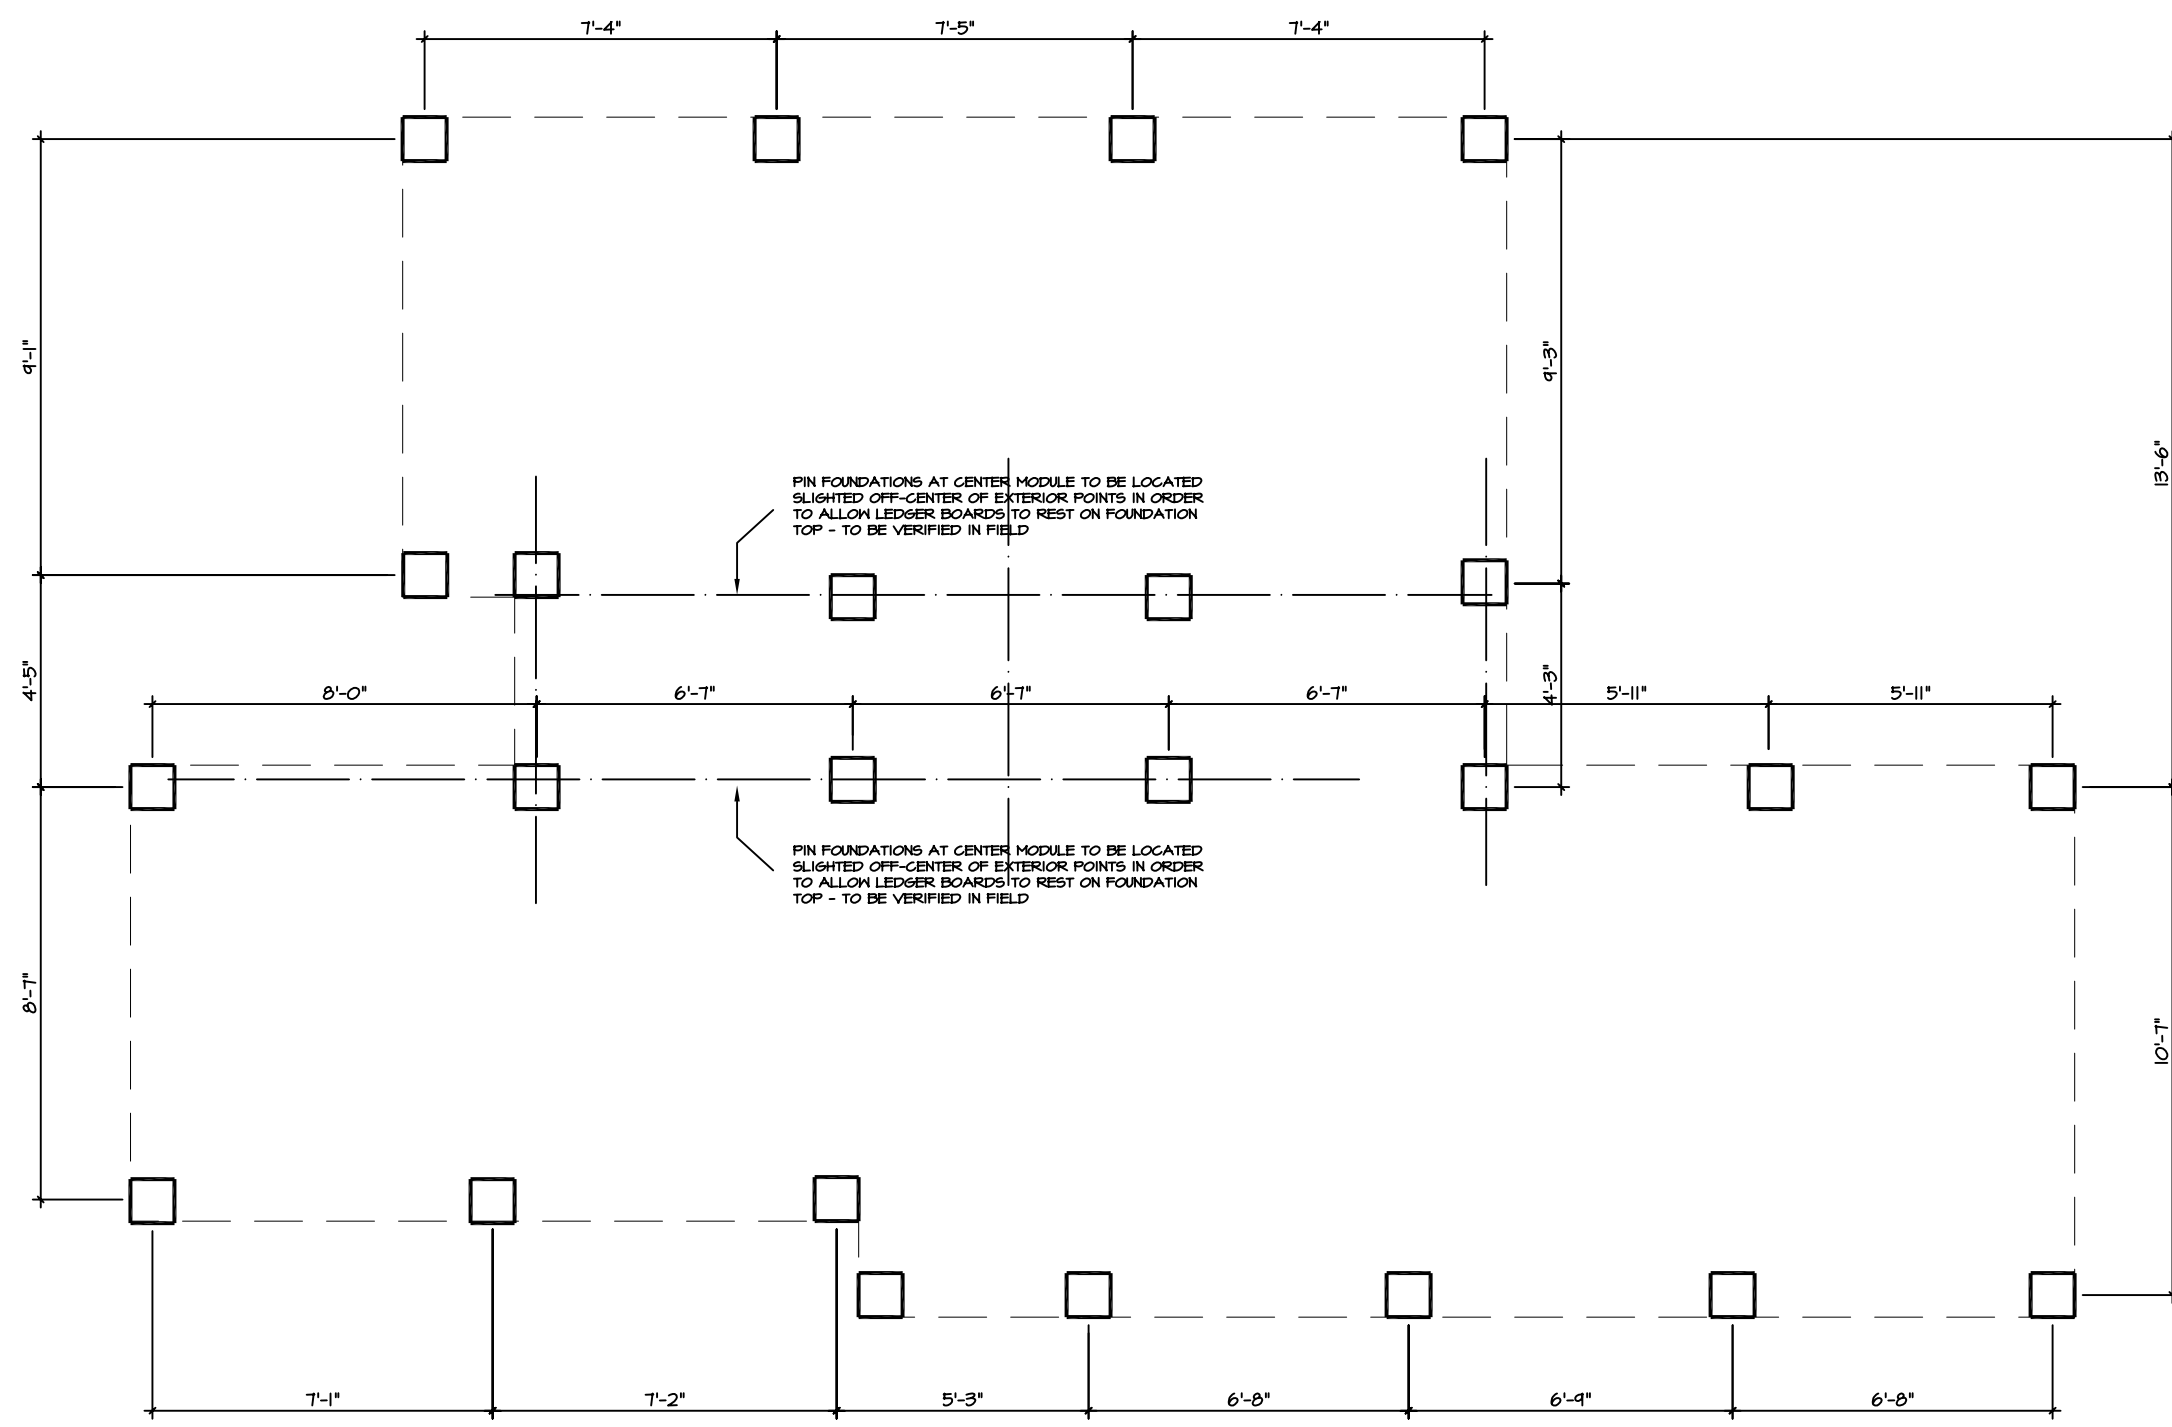 7'-4"
7'-5"
7'-4"
9'-1"
9'-3"
13'-6"
PIN FOUNDATIONS AT CENTER MODULE TO BE LOCATED
SLIGHTED OFF-CENTER OF EXTERIOR POINTS IN ORDER
TO ALLOW LEDGER BOARDS TO REST ON FOUNDATION
TOP - TO BE VERIFIED IN FIELD
4'-5"
4'-3"
8'-0"
6'-7"
6'-7"
6'-7"
5'-11"
5'-11"
PIN FOUNDATIONS AT CENTER MODULE TO BE LOCATED
SLIGHTED OFF-CENTER OF EXTERIOR POINTS IN ORDER
TO ALLOW LEDGER BOARDS TO REST ON FOUNDATION
TOP - TO BE VERIFIED IN FIELD
8'-7"
10'-7"
7'-1"
7'-2"
5'-3"
6'-8"
6'-9"
6'-8"